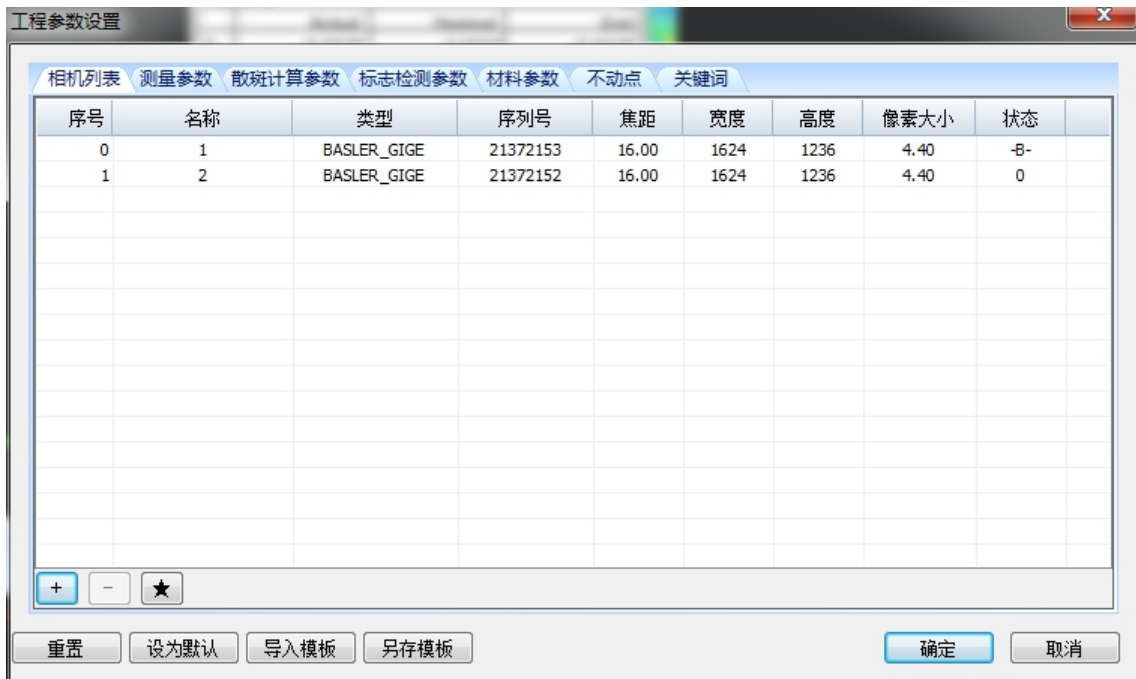 工程参数设置
相机列表 测量参数 散斑计算参数 标志检测参数 材料参数 不动点 关键词
序号 名称 类型 序列号 焦距 宽度 高度 像素大小 状态
0 1 BASLER_GIGE 21372153 16.00 1624 1236 4.40 -B-
1 2 BASLER_GIGE 21372152 16.00 1624 1236 4.40 0
+ − ★
重置 设为默认 导入模板 另存模板 确定 取消